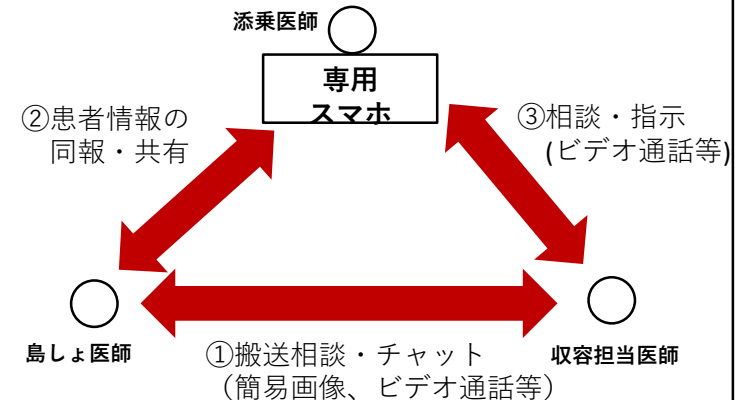 添乗医師
専用
スマホ
②患者情報の
同報・共有
③相談・指示
(ビデオ通話等)
島しょ医師
①搬送相談・チャット
（簡易画像、ビデオ通話等）
収容担当医師